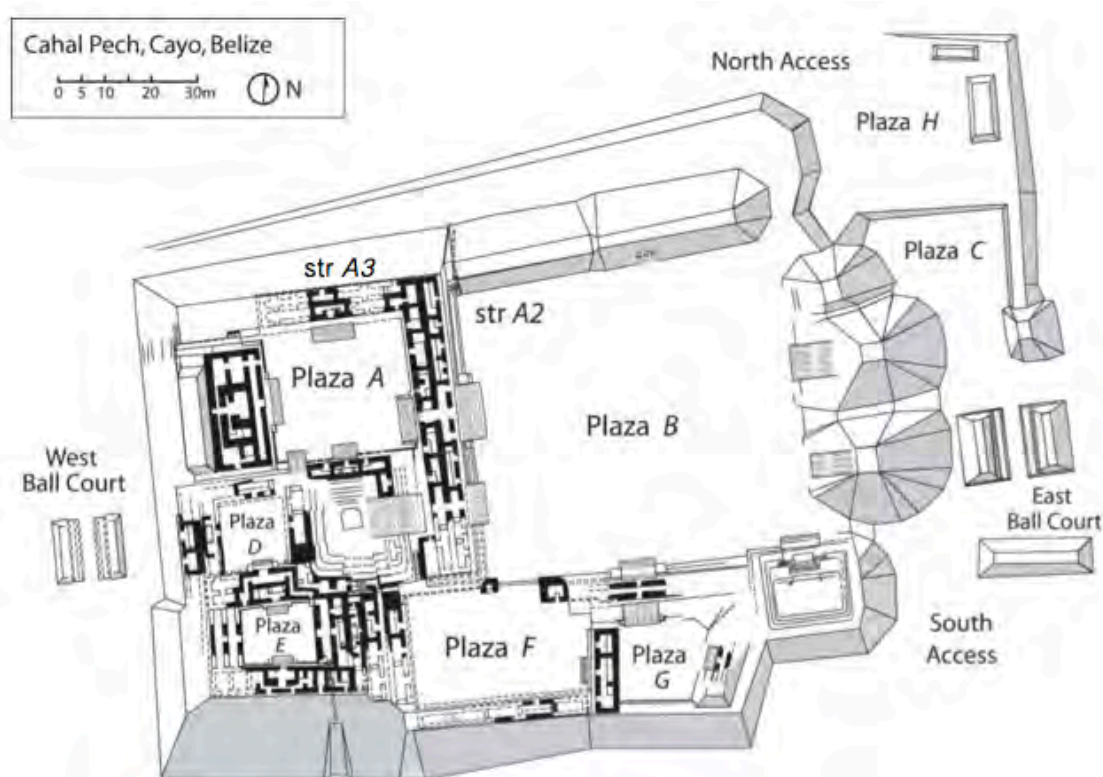 Cahal Pech, Cayo, Belize
0 5 10 20 30m
N
North Access
Plaza H
Plaza C
str A3
str A2
Plaza A
Plaza B
West
Ball Court
East
Ball Court
Plaza
D
Plaza
E
Plaza F
Plaza
G
South
Access